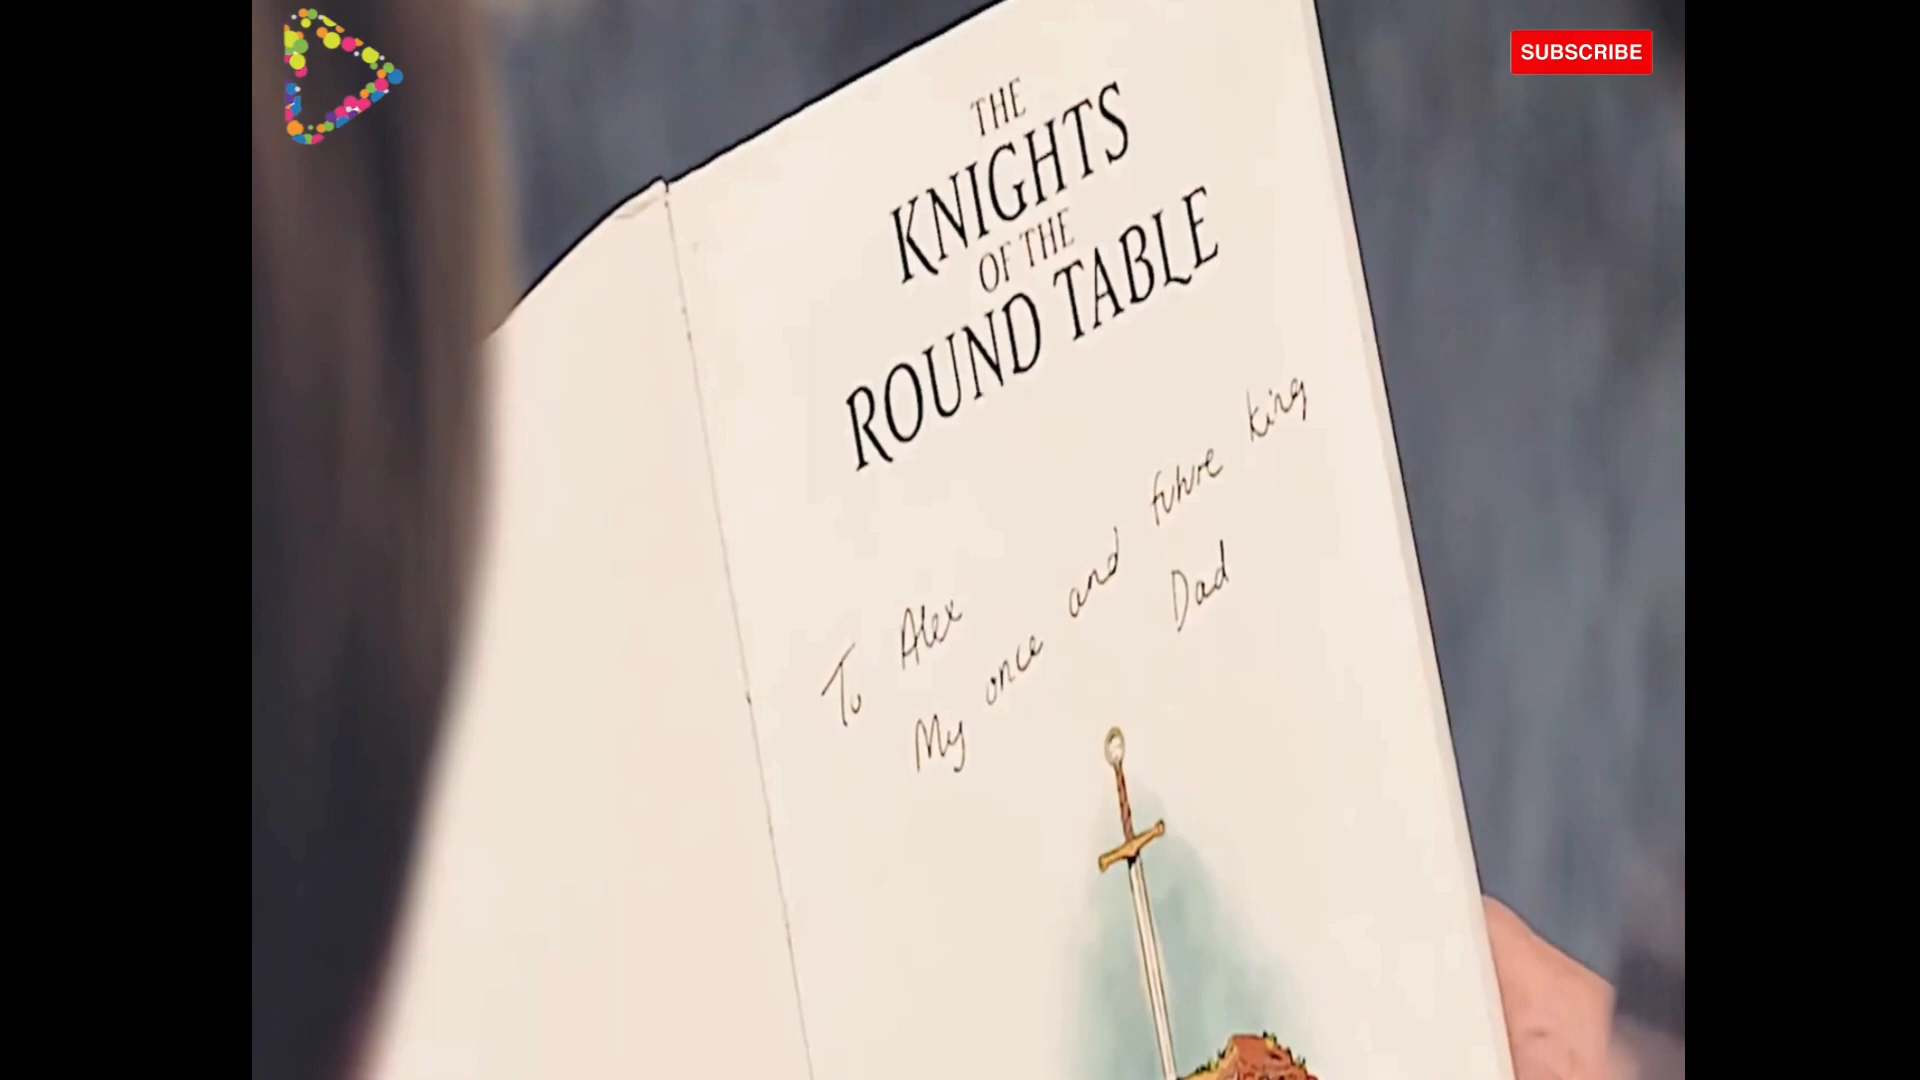 SUBSCRIBE
THE
KNIGHTS
OF THE
ROUND TABLE
To Alex
My once and future king
Dad